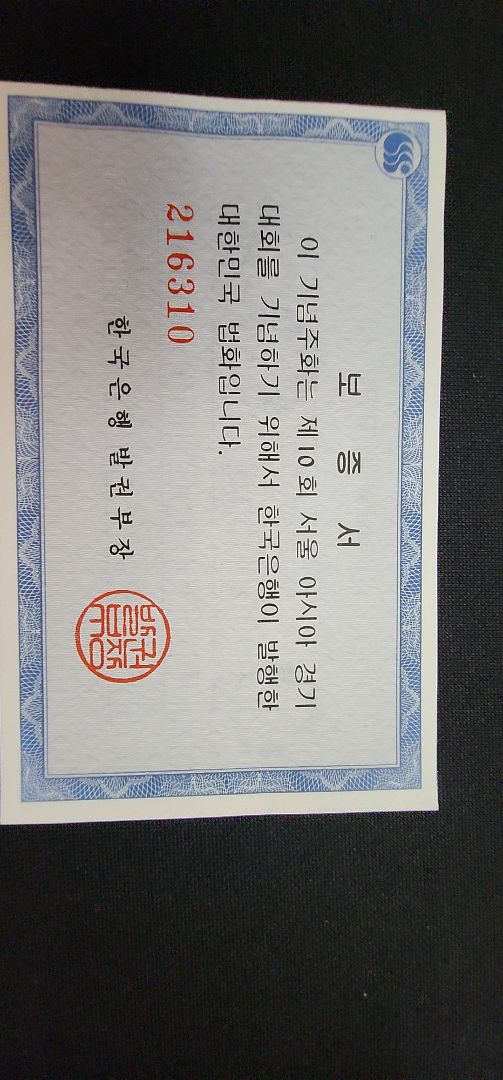 보 증 서
이 기념주화는 제10회 서울 아시아 경기
대회를 기념하기 위해서 한국은행이 발행한
대한민국 법화입니다.
216310
한국은행 발권부장